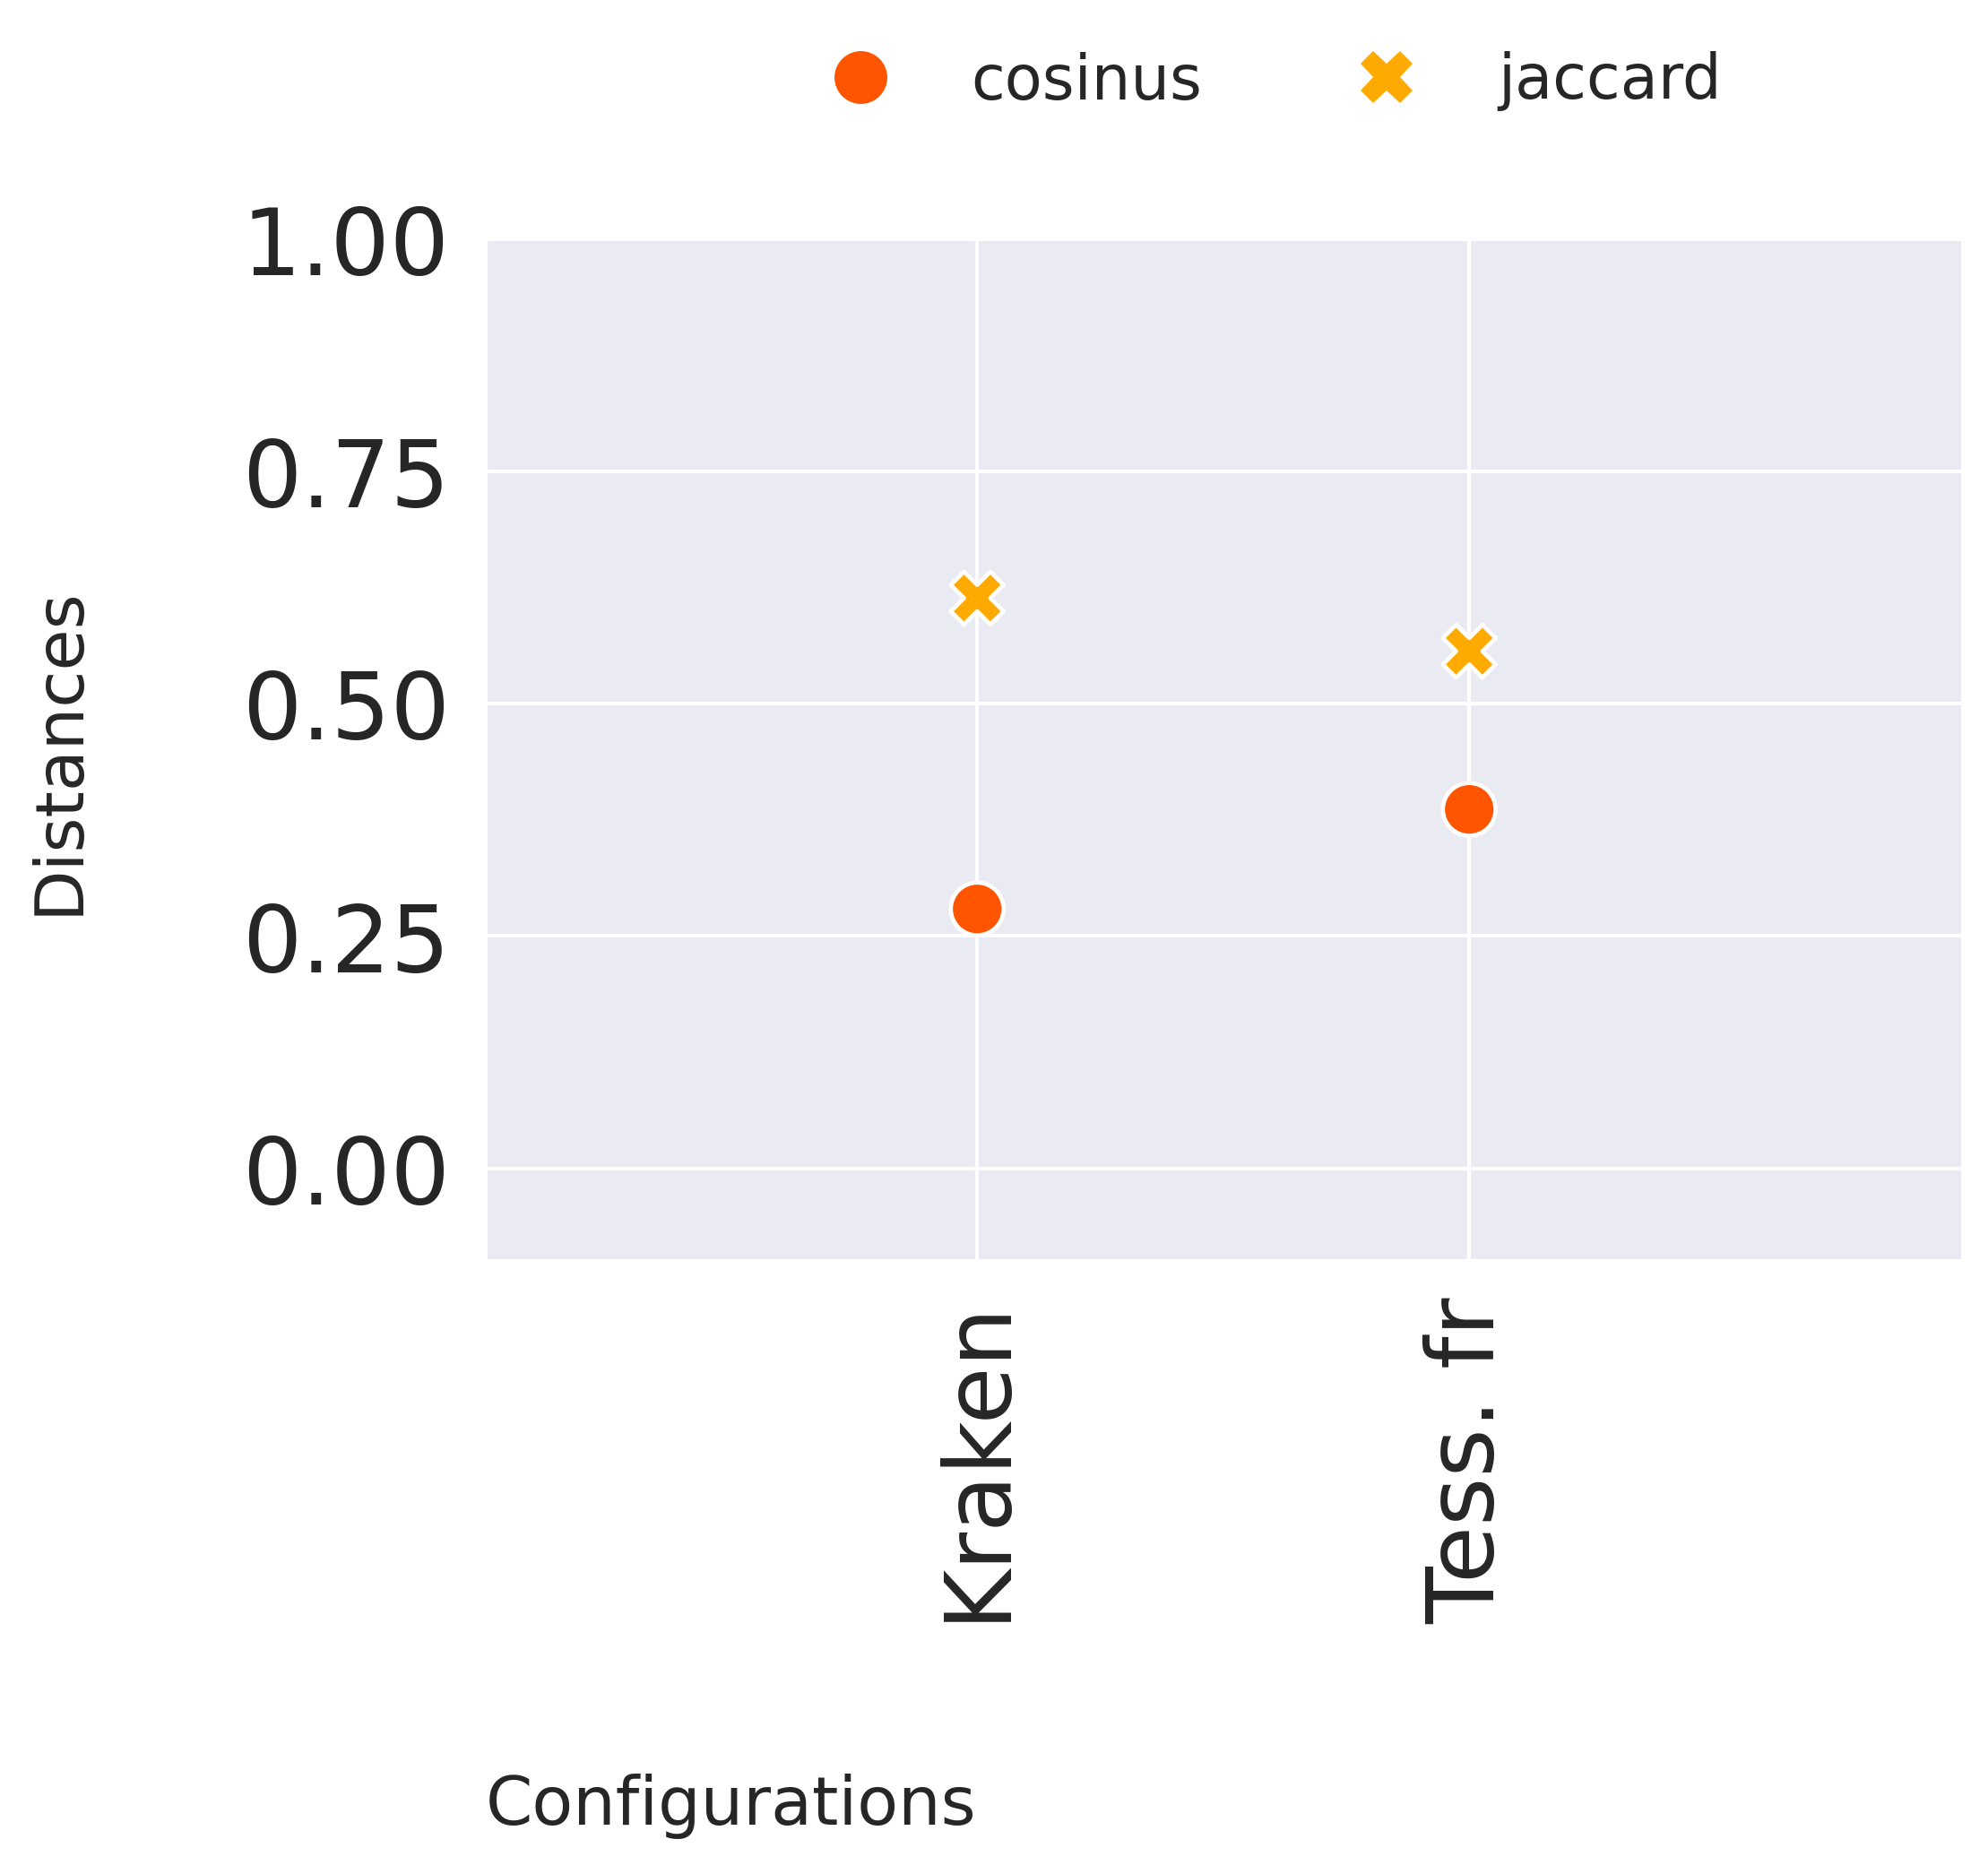 cosinus jaccard
1.00
0.75
0.50
0.25
0.00
Distances
Kraken
Tess. fr
Configurations